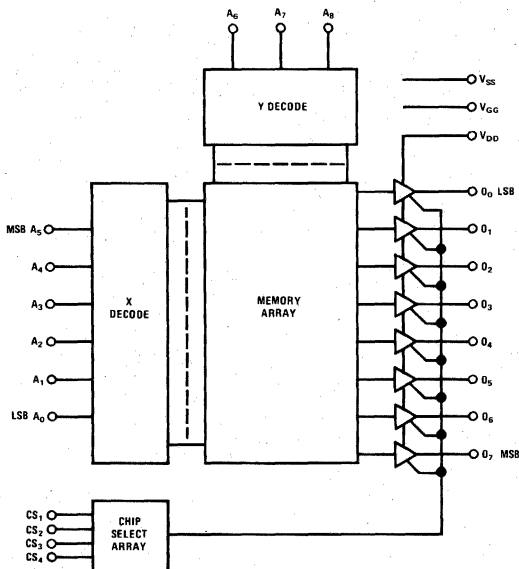 A6 A7 A8
Y DECODE
VSS
VGG
VDD
O0 LSB
MSB A5
O1
A4
O2
A3
X DECODE
MEMORY ARRAY
O3
A2
O4
A1
O5
LSB A0
O6
O7 MSB
CS1
CS2
CS3
CS4
CHIP
SELECT
ARRAY